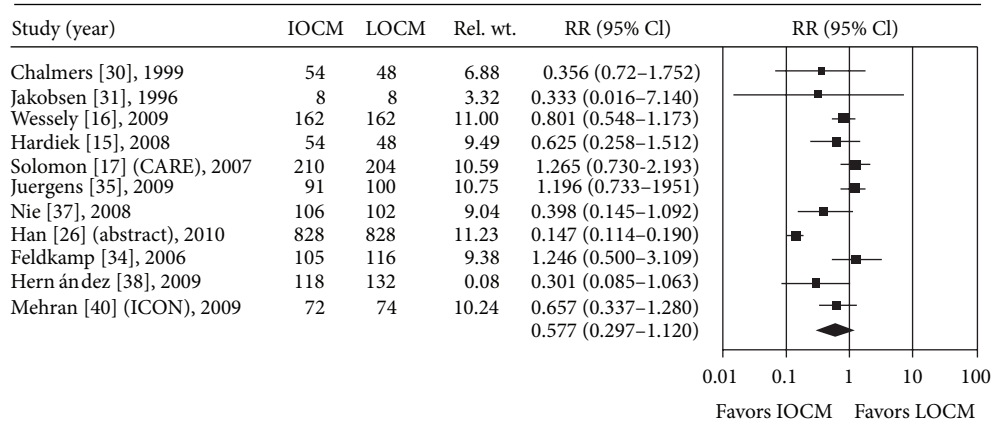 Study (year) IOCM LOCM Rel. wt. RR (95% Cl) RR (95% Cl)
Chalmers [30], 1999 54 48 6.88 0.356 (0.72–1.752)
Jakobsen [31], 1996 8 8 3.32 0.333 (0.016–7.140)
Wessely [16], 2009 162 162 11.00 0.801 (0.548–1.173)
Hardiek [15], 2008 54 48 9.49 0.625 (0.258–1.512)
Solomon [17] (CARE), 2007 210 204 10.59 1.265 (0.730-2.193)
Juergens [35], 2009 91 100 10.75 1.196 (0.733–1951)
Nie [37], 2008 106 102 9.04 0.398 (0.145–1.092)
Han [26] (abstract), 2010 828 828 11.23 0.147 (0.114–0.190)
Feldkamp [34], 2006 105 116 9.38 1.246 (0.500–3.109)
Hern ández [38], 2009 118 132 0.08 0.301 (0.085–1.063)
Mehran [40] (ICON), 2009 72 74 10.24 0.657 (0.337–1.280)
0.577 (0.297–1.120)
0.01 0.1 1 10 100
Favors IOCM Favors LOCM